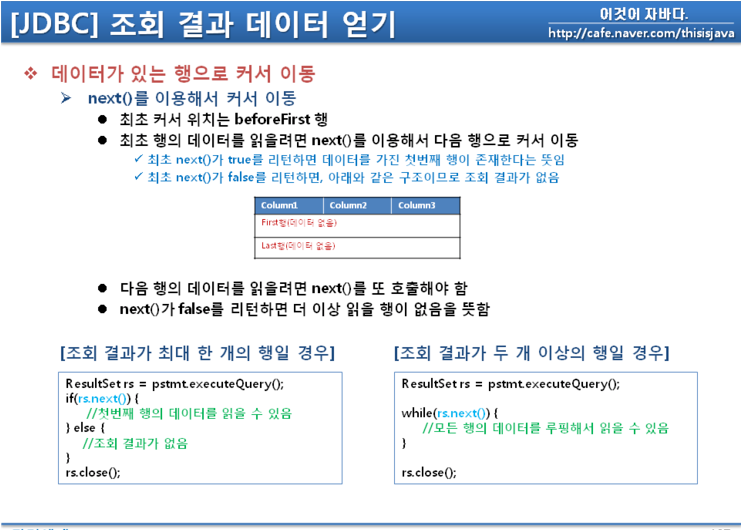 [JDBC] 조회 결과 데이터 얻기
이것이 자바다.
http://cafe.naver.com/thisisjava
데이터가 있는 행으로 커서 이동
next()를 이용해서 커서 이동
최초 커서 위치는 beforeFirst 행
최초 행의 데이터를 읽을려면 next()를 이용해서 다음 행으로 커서 이동
최초 next()가 true를 리턴하면 데이터를 가진 첫번째 행이 존재한다는 뜻임
최초 next()가 false를 리턴하면, 아래와 같은 구조이므로 조회 결과가 없음
Column1 Column2 Column3
First행(데이터 없음)
Last행(데이터 없음)
다음 행의 데이터를 읽을려면 next()를 또 호출해야 함
next()가 false를 리턴하면 더 이상 읽을 행이 없음을 뜻함
[조회 결과가 최대 한 개의 행일 경우]
ResultSet rs = pstmt.executeQuery();
if(rs.next()) {
//첫번째 행의 데이터를 읽을 수 있음
} else {
//조회 결과가 없음
}
rs.close();
[조회 결과가 두 개 이상의 행일 경우]
ResultSet rs = pstmt.executeQuery();
while(rs.next()) {
//모든 행의 데이터를 루핑해서 읽을 수 있음
}
rs.close();